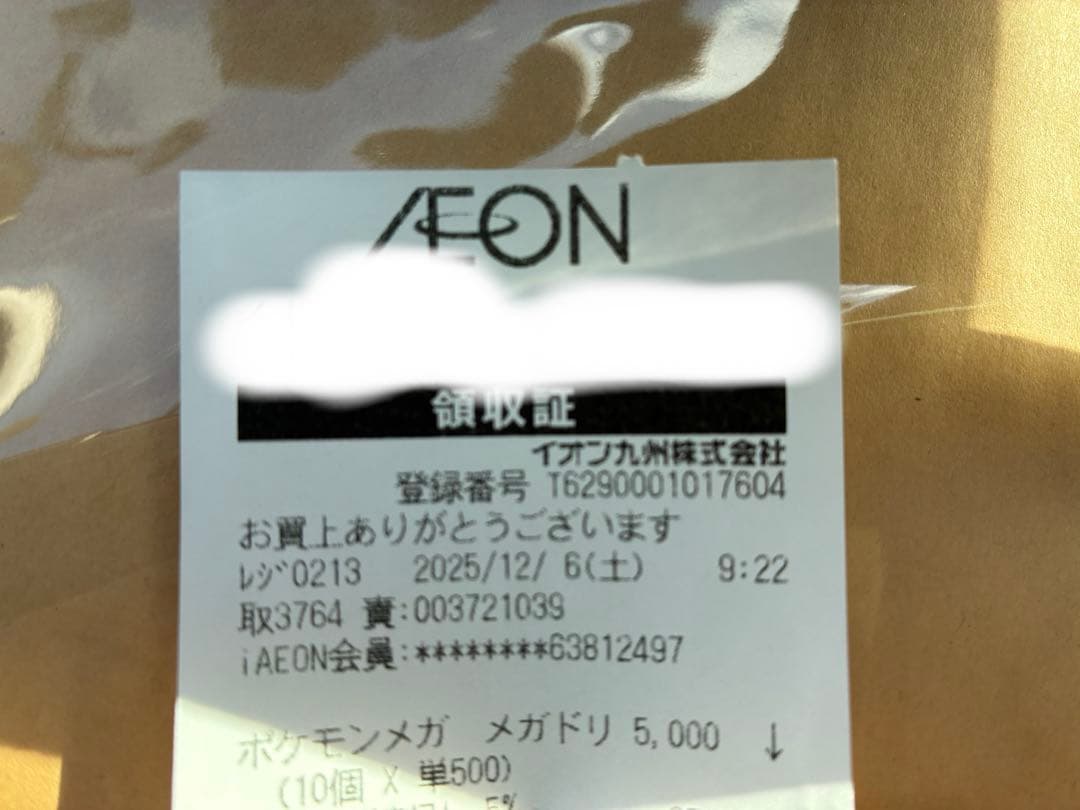 ÆON
領収証
イオン九州株式会社
登録番号 T6290001017604
お買上ありがとうございます
レジ0213 2025/12/ 6(土) 9:22
取3764 責:003721039
iAEON会員:********63812497
ポケモンメガ メガドリ 5,000 ↓
(10個 X 単500)
5%